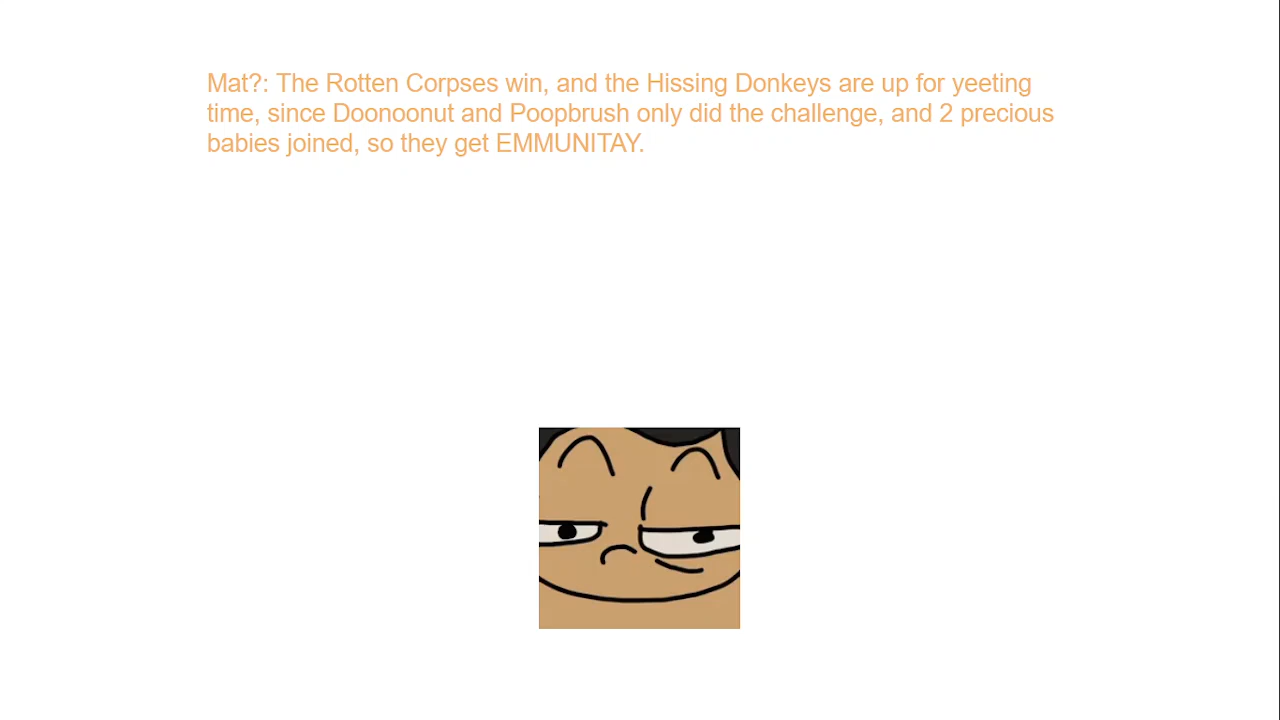 Mat?: The Rotten Corpses win, and the Hissing Donkeys are up for yeeting
time, since Doonoonut and Poopbrush only did the challenge, and 2 precious
babies joined, so they get EMMUNITAY.